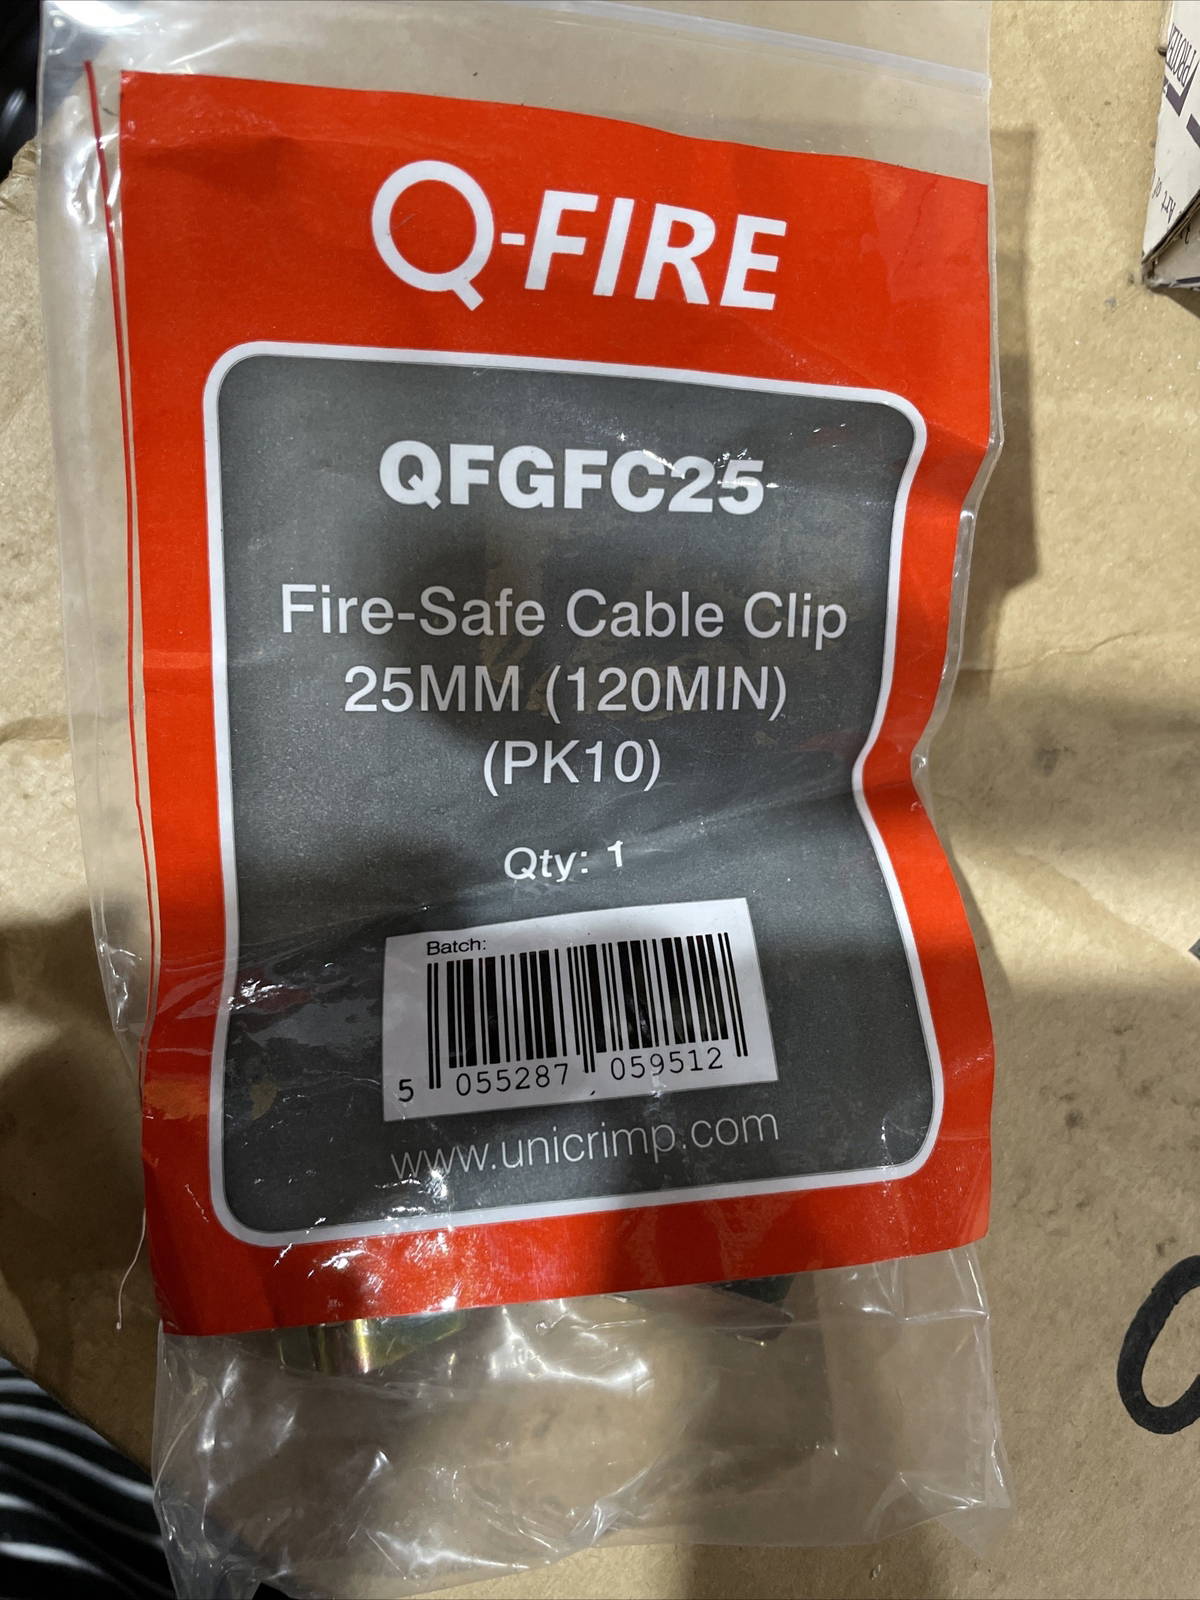 Q-FIRE
QFGFC25
Fire-Safe Cable Clip
25MM (120MIN)
(PK10)
Qty: 1
Batch:
5 055287 059512
www.unicrimp.com